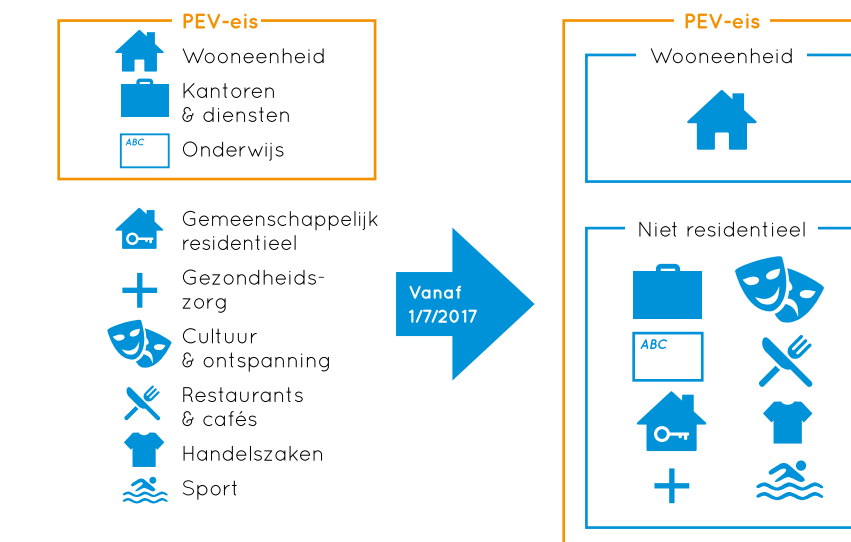 PEV-eis
Wooneenheid
Kantoren
& diensten
ABC
Onderwijs
Gemeenschappelijk
residentieel
Gezondheids-
zorg
Cultuur
& ontspanning
Restaurants
& cafés
Handelszaken
Sport
Vanaf
1/7/2017
PEV-eis
Wooneenheid
Niet residentieel
ABC